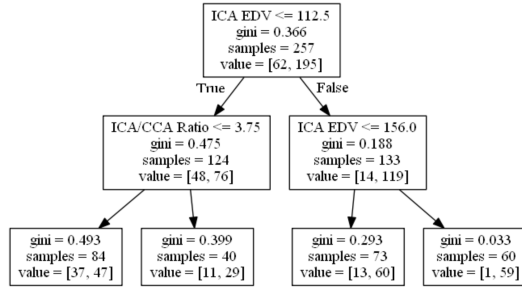 ICA EDV <= 112.5
gini = 0.366
samples = 257
value = [62, 195]
True
False
ICA/CCA Ratio <= 3.75
gini = 0.475
samples = 124
value = [48, 76]
ICA EDV <= 156.0
gini = 0.188
samples = 133
value = [14, 119]
gini = 0.493
samples = 84
value = [37, 47]
gini = 0.399
samples = 40
value = [11, 29]
gini = 0.293
samples = 73
value = [13, 60]
gini = 0.033
samples = 60
value = [1, 59]